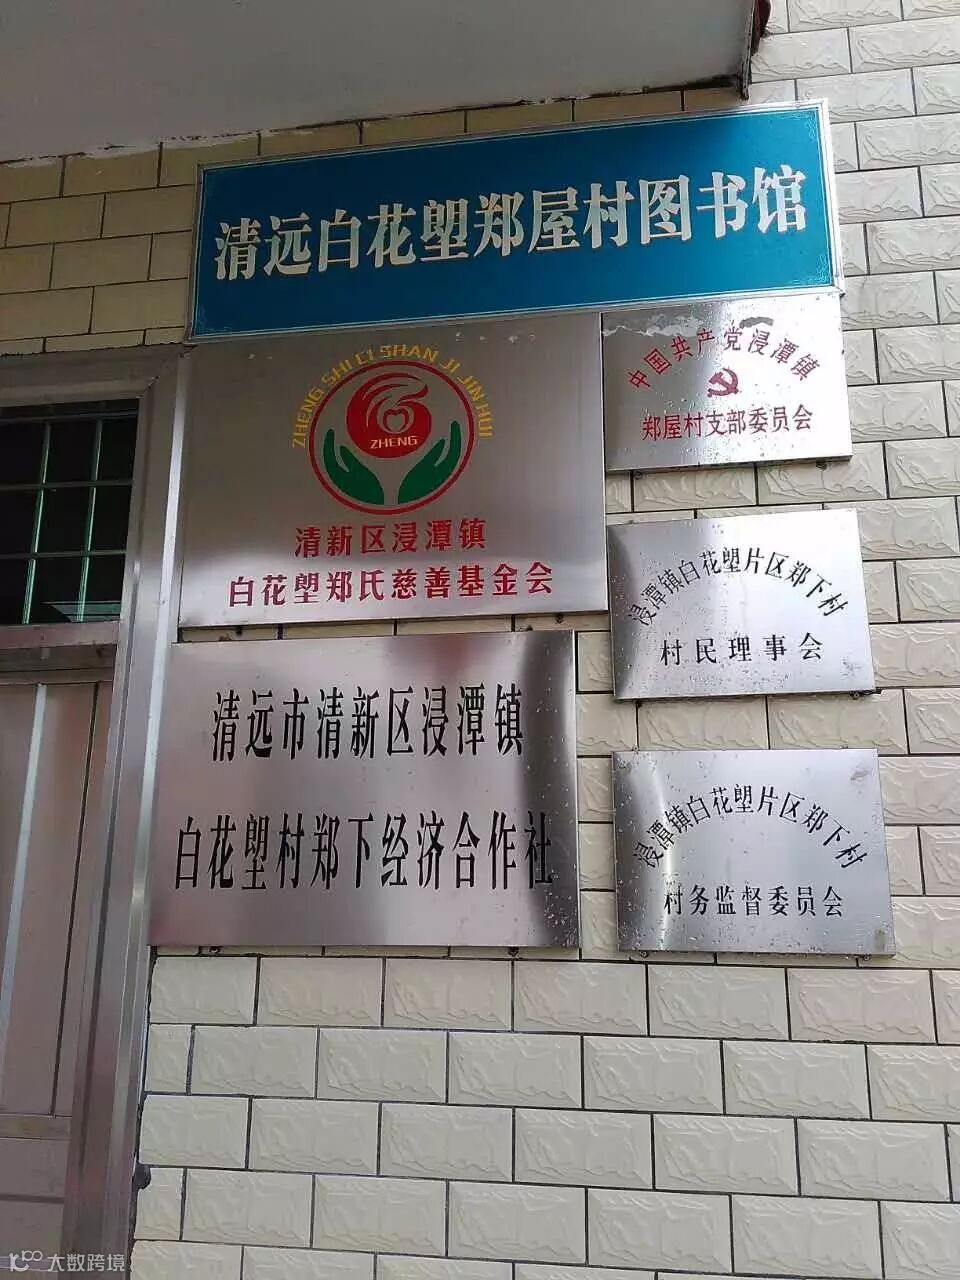 清远白花塱郑屋村图书馆
ZHENG SHI CI SHAN JI JIN HUI
ZHENG
清新区浸潭镇
白花塱郑氏慈善基金会
中国共产党浸潭镇
郑屋村支部委员会
浸潭镇白花塱片区郑下村
村民理事会
清远市清新区浸潭镇
白花塱村郑下经济合作社
浸潭镇白花塱片区郑下村
村务监督委员会
大数跨境